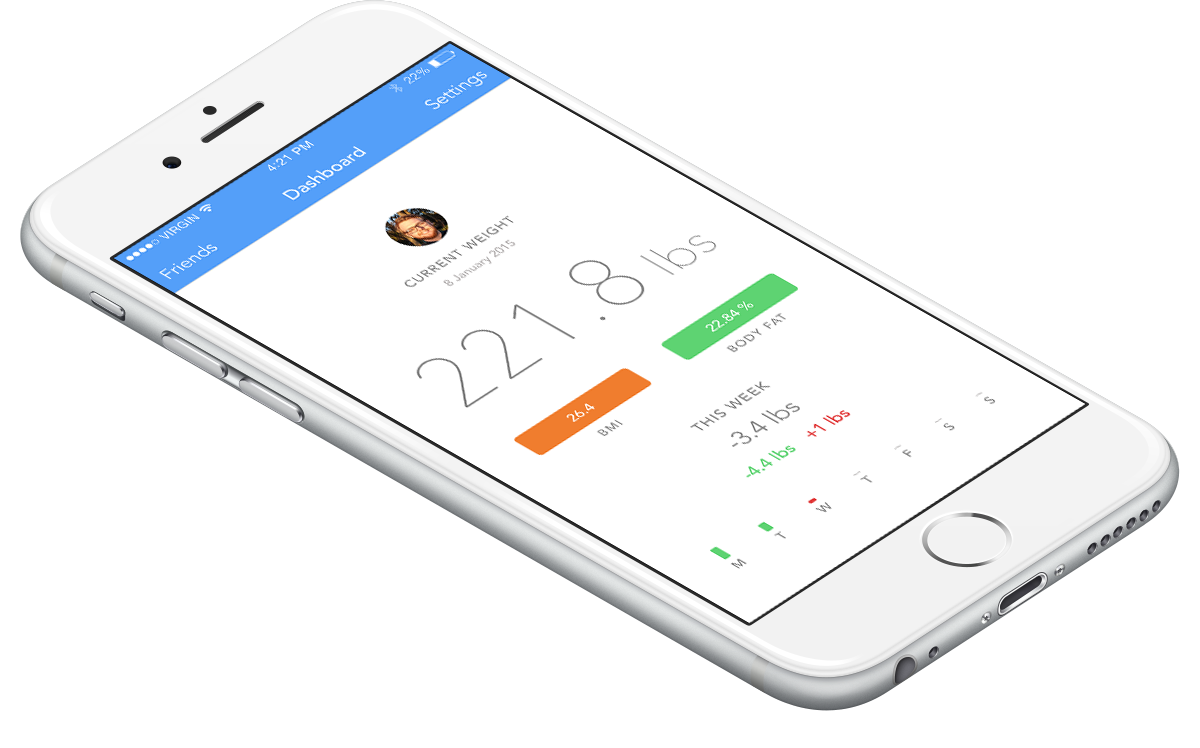 VIRGIN 4:21 PM 22%
Friends Dashboard Settings
CURRENT WEIGHT
8 January 2015
221.8 lbs
26.4 22.84 %
BMI BODY FAT
THIS WEEK
-3.4 lbs
-4.4 lbs +1 lbs
M T W T F S S